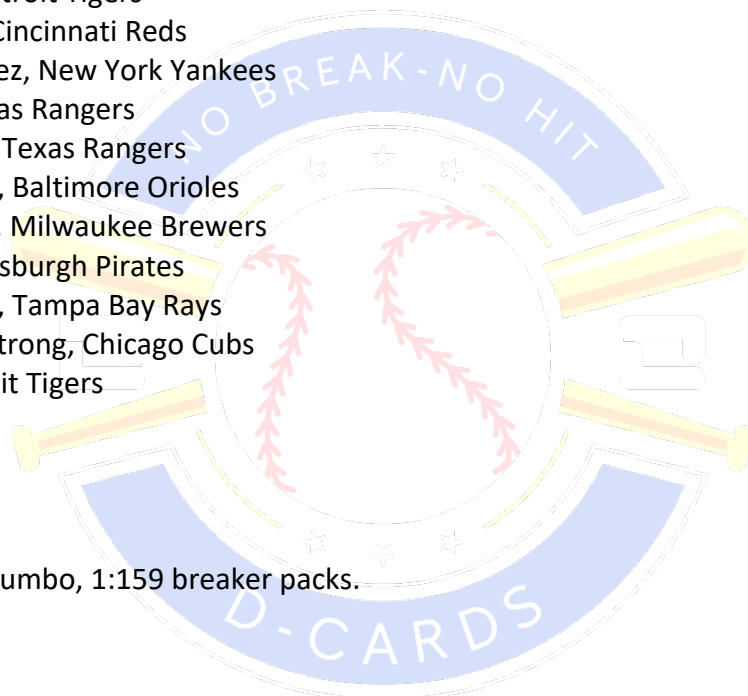 Tigers
Cincinnati Reds
ez, New York Yankees
as Rangers
Texas Rangers
, Baltimore Orioles
, Milwaukee Brewers
sburgh Pirates
, Tampa Bay Rays
trong, Chicago Cubs
it Tigers
umbo, 1:159 breaker packs.
NO BREAK-NO HIT
D-CARDS